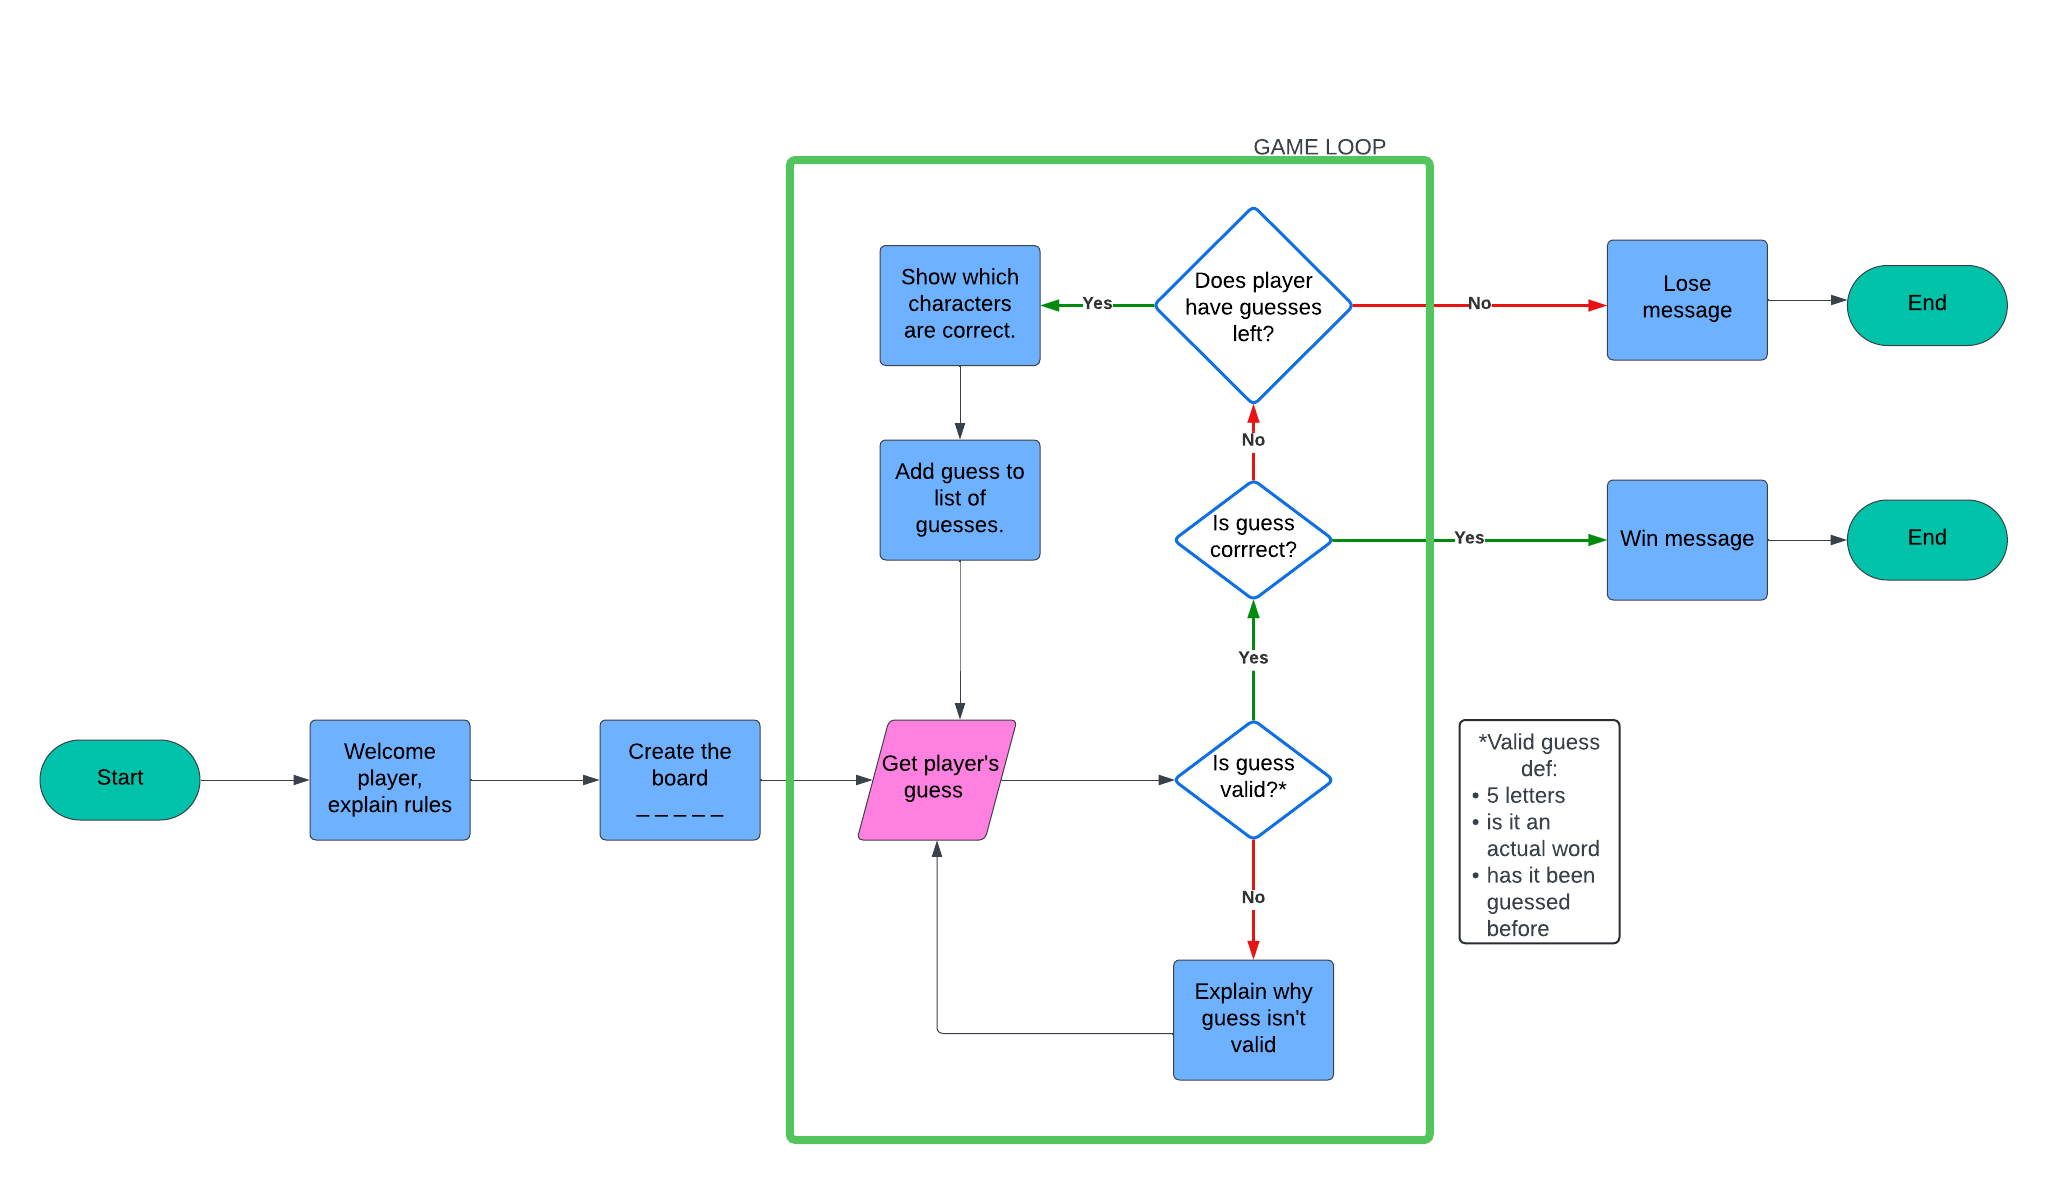 GAME LOOP
Show which
characters
are correct.
Yes
Does player
have guesses
left?
No
Lose
message
End
Add guess to
list of
guesses.
No
Is guess
corrrect?
Yes
Win message
End
Yes
Start
Welcome
player,
explain rules
Create the
board
_ _ _ _ _
Get player's
guess
Is guess
valid?*
*Valid guess
def:
• 5 letters
• is it an
actual word
• has it been
guessed
before
No
Explain why
guess isn't
valid